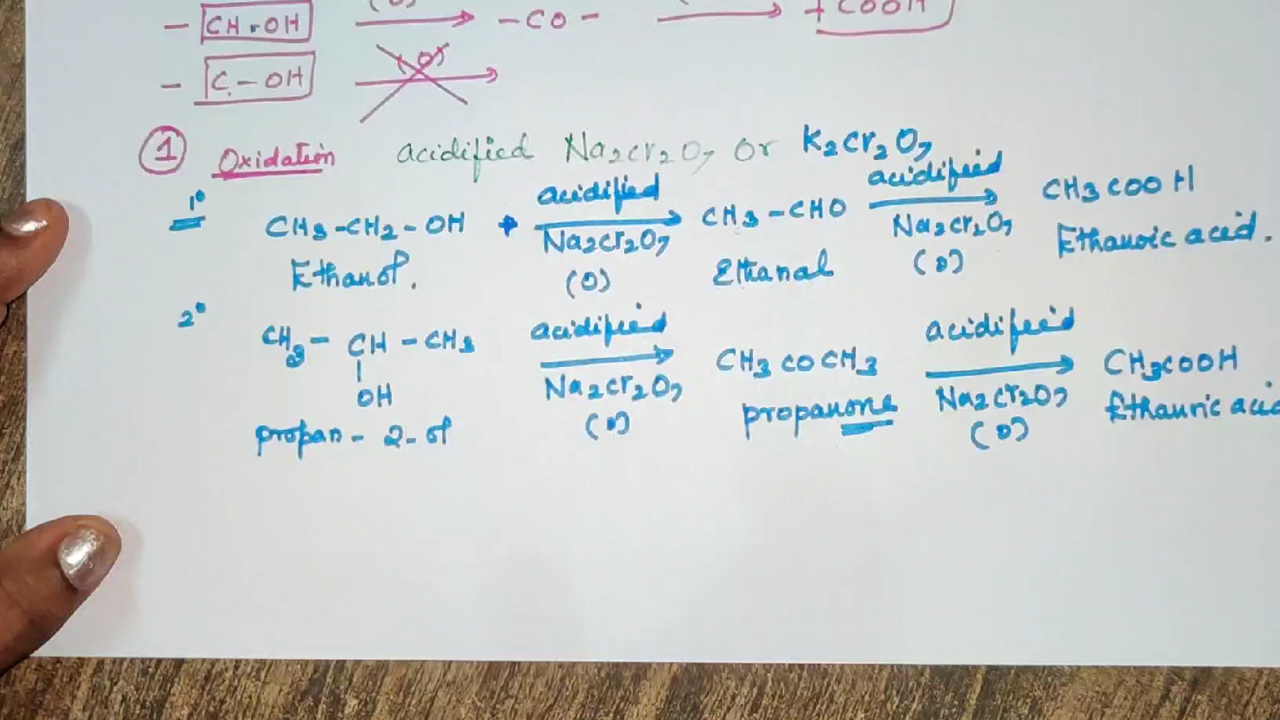 - CH-OH (O) → -CO- → + COOH
- C-OH (O) →
① Oxidation acidified Na2Cr2O7 or K2Cr2O7
1° CH3-CH2-OH + acidified Na2Cr2O7 (O) → CH3-CHO acidified Na2Cr2O7 (O) → CH3COOH
Ethanol. Ethanal Ethanoic acid.
2° CH3- CH -CH3 acidified Na2Cr2O7 (O) → CH3COCH3 acidified Na2Cr2O7 (O) → CH3COOH
OH
propan-2-ol propanone Ethanoic acid